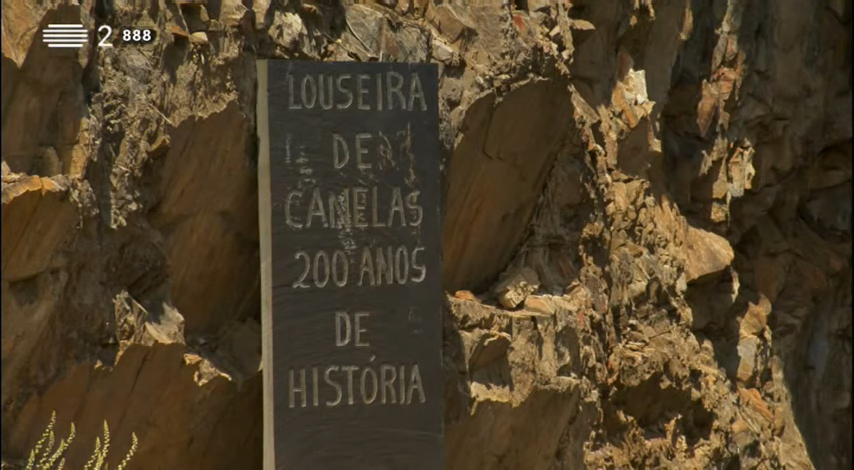 2 888
LOUSEIRA
DE
CANELAS
200 ANOS
DE
HISTÓRIA